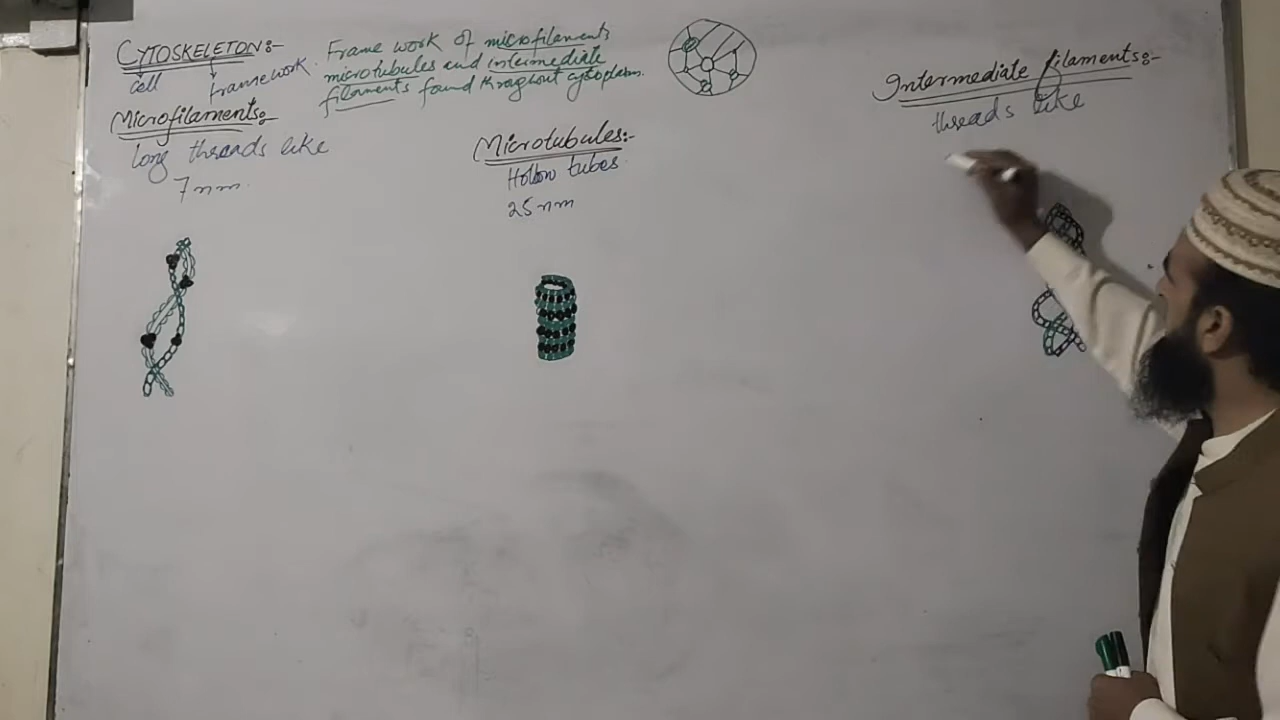 CYTOSKELETON:-
cell framework.
Frame work of microfilaments
microtubules and intermediate
filaments found throughout cytoplasm.
Microfilaments:-
long threads like
7nm.
Microtubules:-
Hollow tubes
25nm
Intermediate filaments:-
threads like